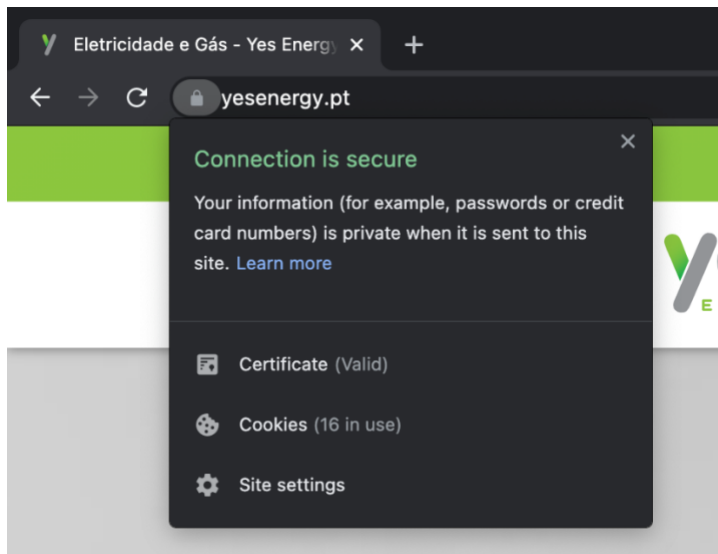 Eletricidade e Gás - Yes Energy
yesenergy.pt
Connection is secure
Your information (for example, passwords or credit
card numbers) is private when it is sent to this
site. Learn more
Certificate (Valid)
Cookies (16 in use)
Site settings
Y
E